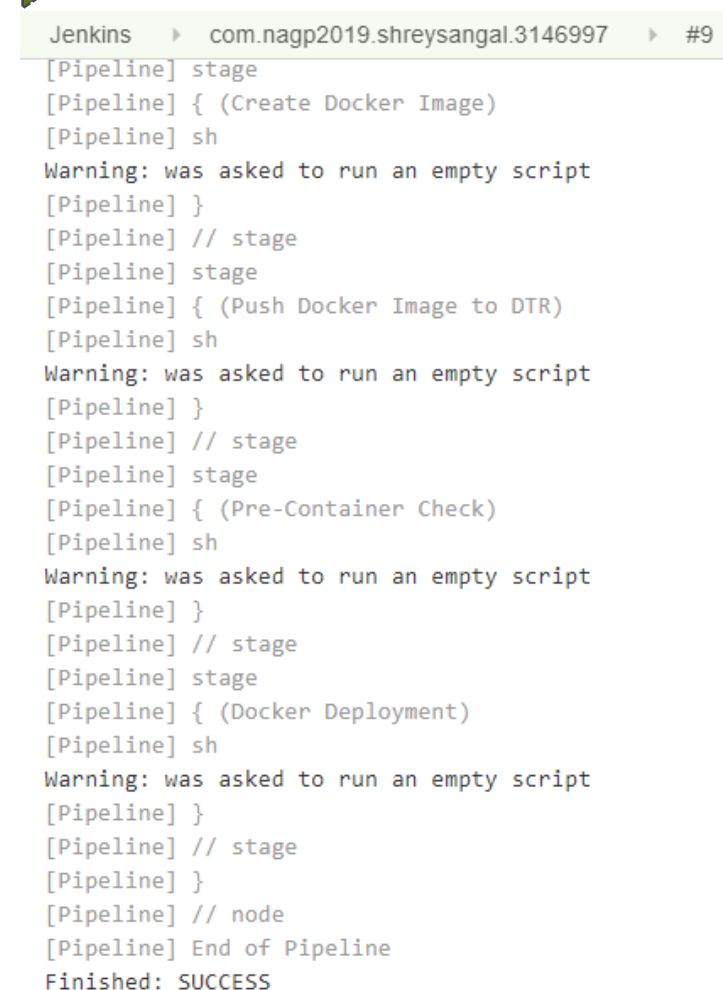 Jenkins com.nagp2019.shreysangal.3146997 #9
[Pipeline] stage
[Pipeline] { (Create Docker Image)
[Pipeline] sh
Warning: was asked to run an empty script
[Pipeline] }
[Pipeline] // stage
[Pipeline] stage
[Pipeline] { (Push Docker Image to DTR)
[Pipeline] sh
Warning: was asked to run an empty script
[Pipeline] }
[Pipeline] // stage
[Pipeline] stage
[Pipeline] { (Pre-Container Check)
[Pipeline] sh
Warning: was asked to run an empty script
[Pipeline] }
[Pipeline] // stage
[Pipeline] stage
[Pipeline] { (Docker Deployment)
[Pipeline] sh
Warning: was asked to run an empty script
[Pipeline] }
[Pipeline] // stage
[Pipeline] }
[Pipeline] // node
[Pipeline] End of Pipeline
Finished: SUCCESS